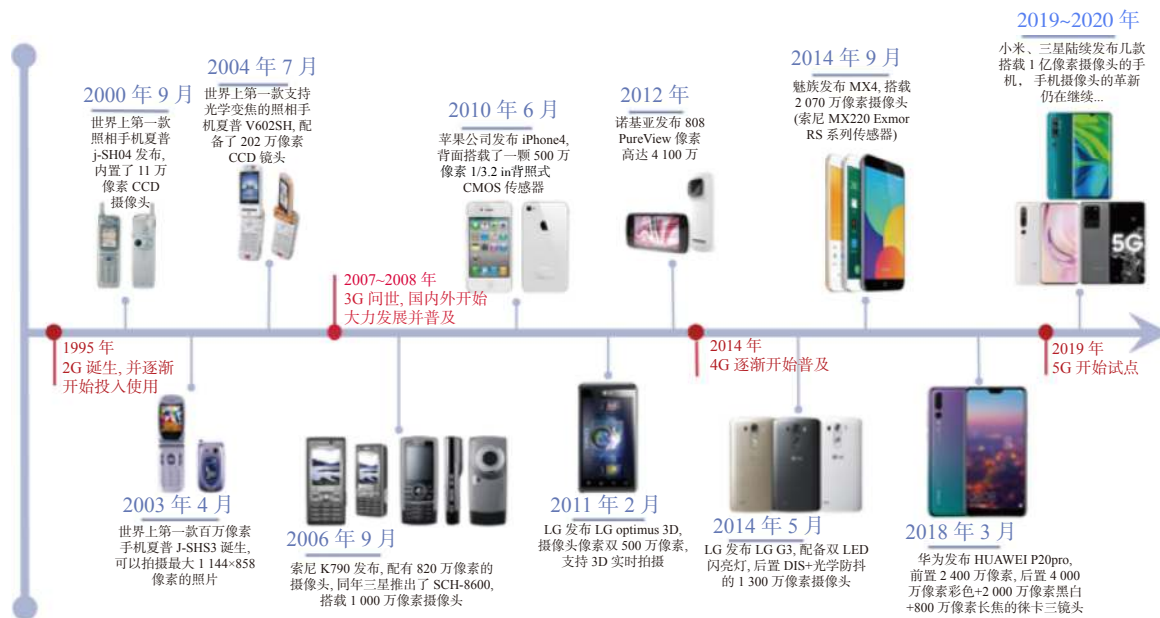 2000 年 9 月
世界上第一款
照相手机夏普
j-SH04 发布,
内置了 11 万
像素 CCD
摄像头
2004 年 7 月
世界上第一款支持
光学变焦的照相手
机夏普 V602SH, 配
备了 202 万像素
CCD 镜头
2010 年 6 月
苹果公司发布 iPhone4,
背面搭载了一颗 500 万
像素 1/3.2 in背照式
CMOS 传感器
2012 年
诺基亚发布 808
PureView 像素
高达 4 100 万
2014 年 9 月
魅族发布 MX4, 搭载
2 070 万像素摄像头
(索尼 MX220 Exmor
RS 系列传感器)
2019~2020 年
小米、三星陆续发布几款
搭载 1 亿像素摄像头的手
机， 手机摄像头的革新
仍在继续...
5G
1995 年
2G 诞生, 并逐渐
开始投入使用
2007~2008 年
3G 问世, 国内外开始
大力发展并普及
2014 年
4G 逐渐开始普及
2019 年
5G 开始试点
2003 年 4 月
世界上第一款百万像素
手机夏普 J-SHS3 诞生,
可以拍摄最大 1 144×858
像素的照片
2006 年 9 月
索尼 K790 发布, 配有 820 万像素的
摄像头, 同年三星推出了 SCH-8600,
搭载 1 000 万像素摄像头
2011 年 2 月
LG 发布 LG optimus 3D,
摄像头像素双 500 万像素,
支持 3D 实时拍摄
2014 年 5 月
LG 发布 LG G3, 配备双 LED
闪亮灯, 后置 DIS+光学防抖
的 1 300 万像素摄像头
2018 年 3 月
华为发布 HUAWEI P20pro,
前置 2 400 万像素, 后置 4 000
万像素彩色+2 000 万像素黑白
+800 万像素长焦的徕卡三镜头